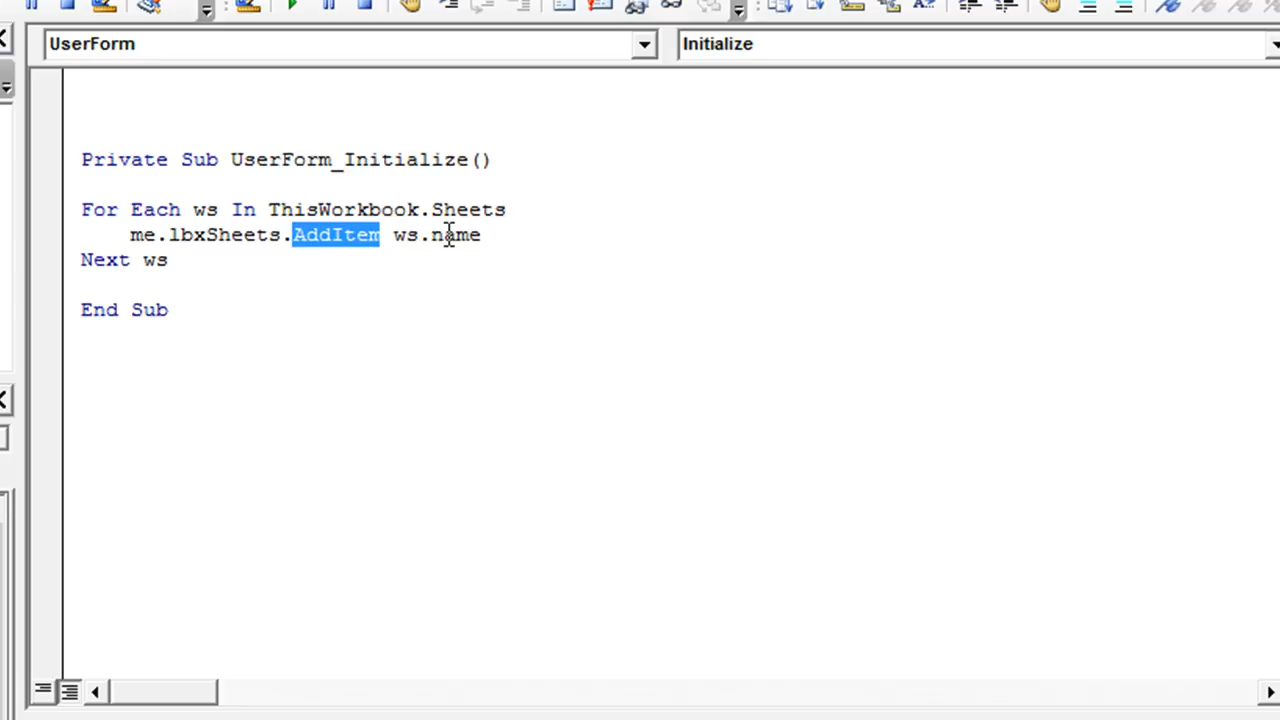 UserForm
Initialize
Private Sub UserForm_Initialize()
For Each ws In ThisWorkbook.Sheets
me.lbxSheets.AddItem ws.name
Next ws
End Sub